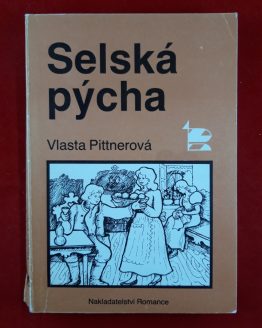 Selská
pýcha
Vlasta Pittnerová
Nakladatelství Romance